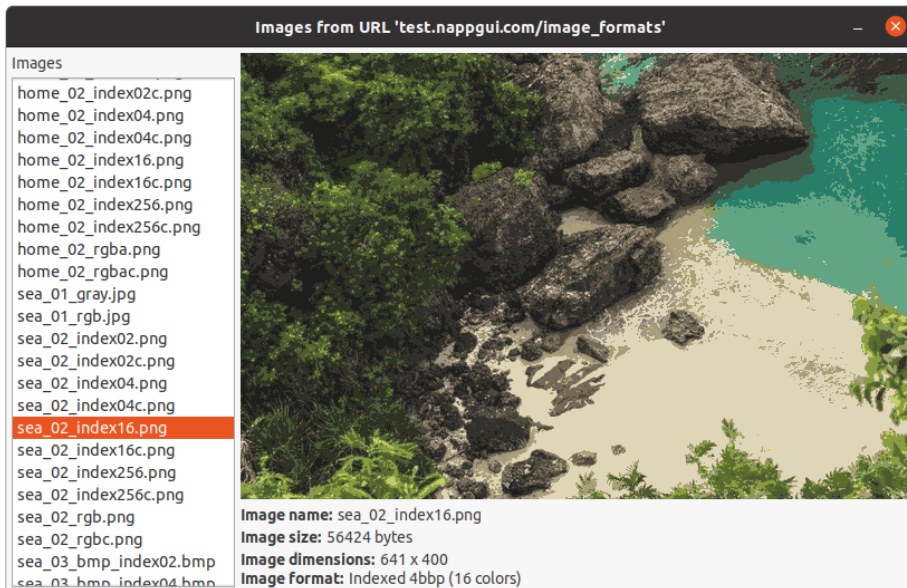 Images from URL 'test.nappgui.com/image_formats'
Images
home_02_index02c.png
home_02_index04.png
home_02_index04c.png
home_02_index16.png
home_02_index16c.png
home_02_index256.png
home_02_index256c.png
home_02_rgba.png
home_02_rgbac.png
sea_01_gray.jpg
sea_01_rgb.jpg
sea_02_index02.png
sea_02_index02c.png
sea_02_index04.png
sea_02_index04c.png
sea_02_index16.png
sea_02_index16c.png
sea_02_index256.png
sea_02_index256c.png
sea_02_rgb.png
sea_02_rgbc.png
sea_03_bmp_index02.bmp
sea_03_bmp_index04.bmp
Image name: sea_02_index16.png
Image size: 56424 bytes
Image dimensions: 641 x 400
Image format: Indexed 4bbp (16 colors)